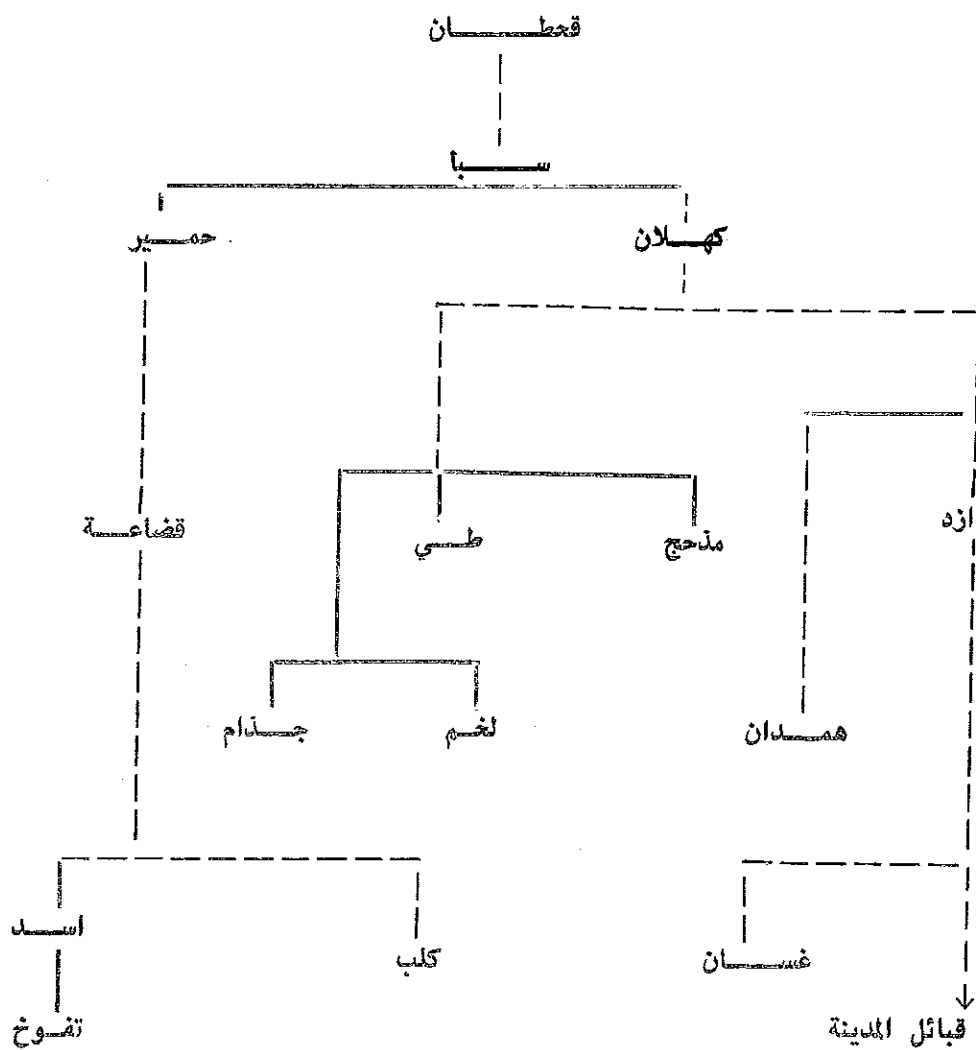 قحطان
سبا
كهلان
حمير
ازد
مذحج
طي
قضاعة
همدان
لخم
جذام
اسد
غسان
كلب
قبائل المدينة
تفوخ